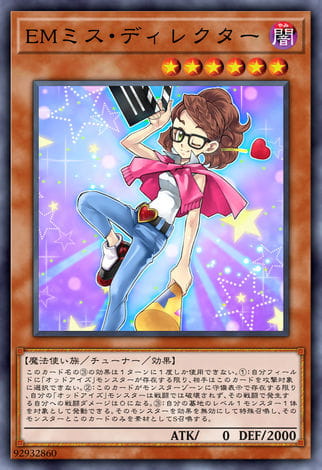 EMミス・ディレクター
やみ
闇
【魔法使い族／チューナー／効果】
このカード名の③の効果は１ターンに１度しか使用できない。①：自分フィー
ルドに「オッドアイズ」モンスターが存在する限り、相手はこのカードを攻撃対象
に選択できない。②：このカードがモンスターゾーンに守備表示で存在する限
り、自分の「オッドアイズ」モンスターは戦闘では破壊されず、その戦闘で発生す
る自分への戦闘ダメージは０になる。③：自分の墓地のレベル１モンスター１体
を対象として発動できる。そのモンスターを効果を無効にして特殊召喚し、その
モンスターとこのカードのみを素材としてS召喚する。
ATK/ 0 DEF/2000
92932860